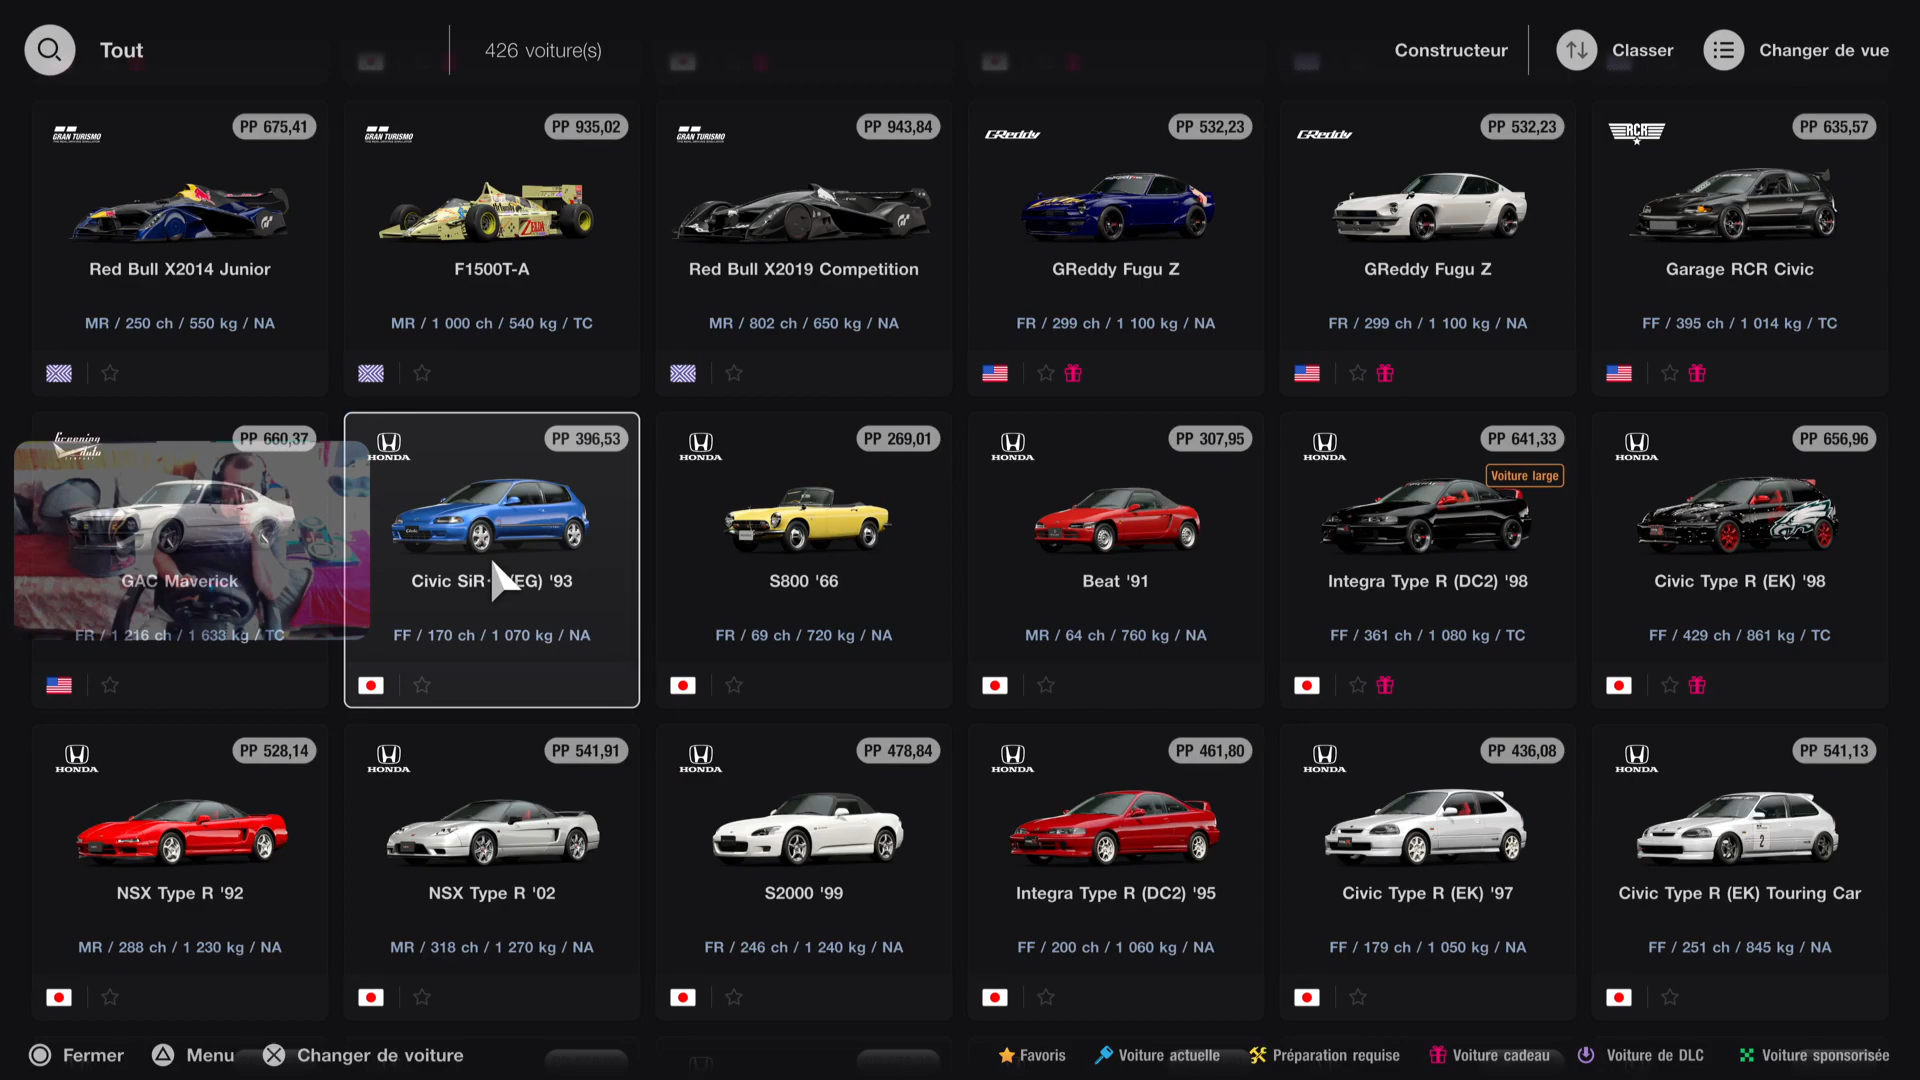 Tout
426 voiture(s)
Constructeur
Classer
Changer de vue
GRAN TURISMO
PP 675,41
Red Bull X2014 Junior
MR / 250 ch / 550 kg / NA
GRAN TURISMO
PP 935,02
ZELDA
F1500T-A
MR / 1 000 ch / 540 kg / TC
GRAN TURISMO
PP 943,84
Red Bull X2019 Competition
MR / 802 ch / 650 kg / NA
GReddy
PP 532,23
GReddy Fugu Z
FR / 299 ch / 1 100 kg / NA
GReddy
PP 532,23
GReddy Fugu Z
FR / 299 ch / 1 100 kg / NA
RCR
PP 635,57
Garage RCR Civic
FF / 395 ch / 1 014 kg / TC
Greening
Auto
PP 660,37
GAC Maverick
FR / 1 216 ch / 1 633 kg / TC
HONDA
PP 396,53
Civic SiR· (EG) '93
FF / 170 ch / 1 070 kg / NA
HONDA
PP 269,01
S800 '66
FR / 69 ch / 720 kg / NA
HONDA
PP 307,95
Beat '91
MR / 64 ch / 760 kg / NA
HONDA
PP 641,33
Voiture large
Integra Type R (DC2) '98
FF / 361 ch / 1 080 kg / TC
HONDA
PP 656,96
Civic Type R (EK) '98
FF / 429 ch / 861 kg / TC
HONDA
PP 528,14
NSX Type R '92
MR / 288 ch / 1 230 kg / NA
HONDA
PP 541,91
NSX Type R '02
MR / 318 ch / 1 270 kg / NA
HONDA
PP 478,84
S2000 '99
FR / 246 ch / 1 240 kg / NA
HONDA
PP 461,80
Integra Type R (DC2) '95
FF / 200 ch / 1 060 kg / NA
HONDA
PP 436,08
Civic Type R (EK) '97
FF / 179 ch / 1 050 kg / NA
HONDA
PP 541,13
2
Civic Type R (EK) Touring Car
FF / 251 ch / 845 kg / NA
Fermer
Menu
Changer de voiture
Favoris
Voiture actuelle
Préparation requise
Voiture cadeau
Voiture de DLC
Voiture sponsorisée